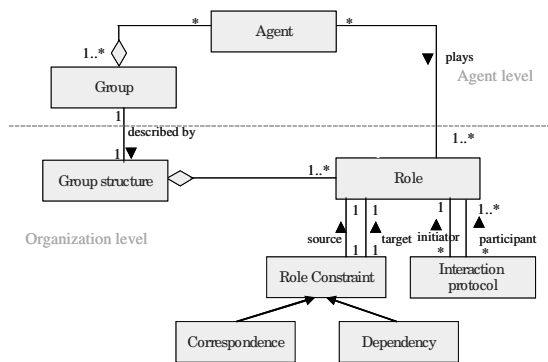 *
Agent
*
1..*
plays
Agent level
Group
1
described by
1..*
1
1..*
Group structure
Role
1
1
1
1..*
Organization level
source
target
initiator
participant
1
1
*
*
Role Constraint
Interaction
protocol
Correspondence
Dependency